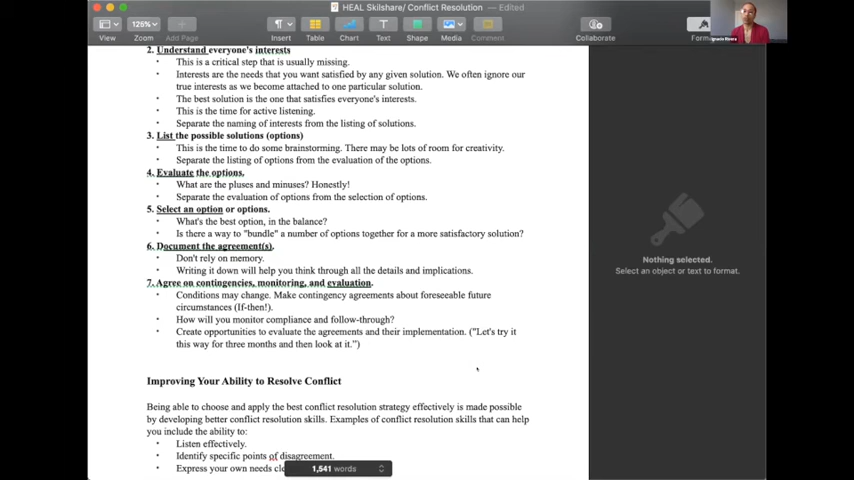 HEAL Skilshare/ Conflict Resolution — Edited
125%
View
Zoom
Add Page
Insert
Table
Chart
Text
Shape
Media
Comment
Collaborate
2. Understand everyone's interests
• This is a critical step that is usually missing.
• Interests are the needs that you want satisfied by any given solution. We often ignore our
true interests as we become attached to one particular solution.
• The best solution is the one that satisfies everyone's interests.
• This is the time for active listening.
• Separate the naming of interests from the listing of solutions.
3. List the possible solutions (options)
• This is the time to do some brainstorming. There may be lots of room for creativity.
• Separate the listing of options from the evaluation of the options.
4. Evaluate the options.
• What are the pluses and minuses? Honestly!
• Separate the evaluation of options from the selection of options.
5. Select an option or options.
• What's the best option, in the balance?
• Is there a way to "bundle" a number of options together for a more satisfactory solution?
6. Document the agreement(s).
• Don't rely on memory.
• Writing it down will help you think through all the details and implications.
7. Agree on contingencies, monitoring, and evaluation.
• Conditions may change. Make contingency agreements about foreseeable future
circumstances (If-then!).
• How will you monitor compliance and follow-through?
• Create opportunities to evaluate the agreements and their implementation. ("Let's try it
this way for three months and then look at it.")
Improving Your Ability to Resolve Conflict
Being able to choose and apply the best conflict resolution strategy effectively is made possible
by developing better conflict resolution skills. Examples of conflict resolution skills that can help
you include the ability to:
• Listen effectively.
• Identify specific points of disagreement.
• Express your own needs
1,541 words
Nothing selected.
Select an object or text to format.